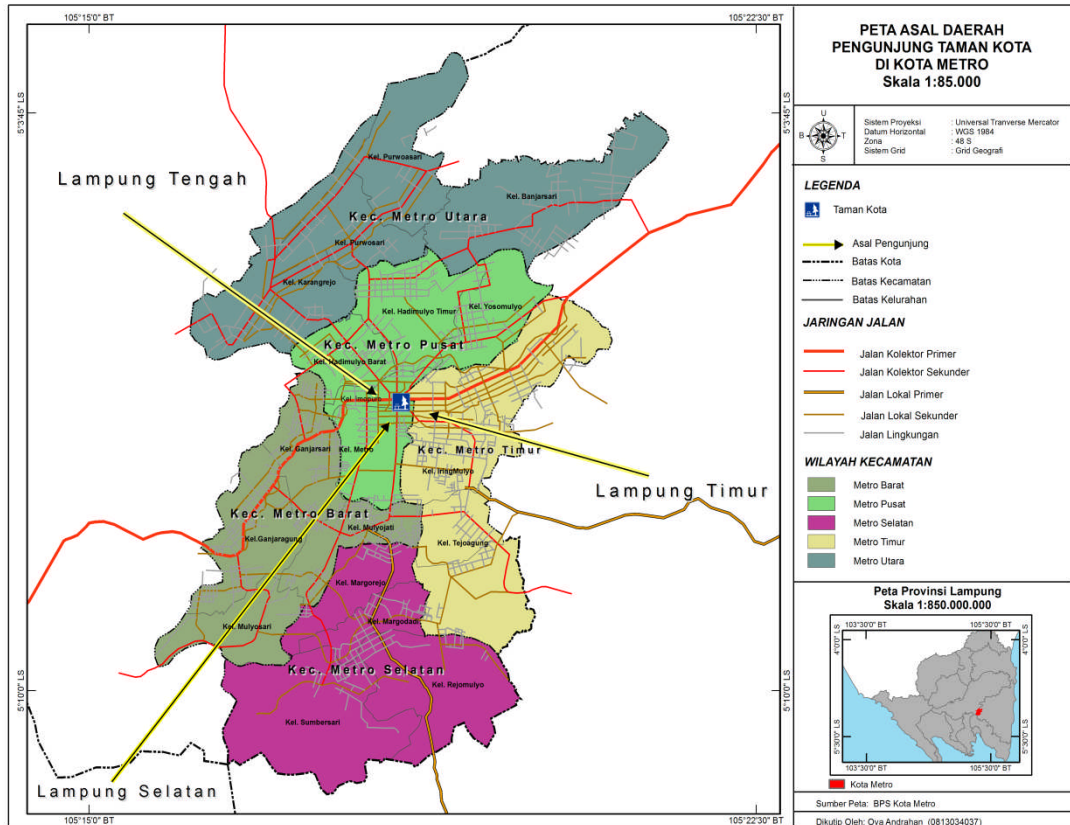 105°15'0" BT
105°22'30" BT
5°3'45" LS
5°3'45" LS
Lampung Tengah
Kel. Purwoasari
Kel. Banjarsari
Kec. Metro Utara
Kel. Purwosari
Kel. Karangrejo
Kel. Yosomulyo
Kel. Hadimulyo Timur
Kec. Metro Pusat
Kel. Hadimulyo Barat
Kel. Imopuro
Kel. Ganjarsari
Kel. Metro
Kec. Metro Timur
Kel. IringMulyo
Lampung Timur
Kec. Metro Barat
Kel. Mulyojati
Kel.Ganjaragung
Kel. Tejoagung
Kel. Margorejo
Kel. Margodadi
Kel. Mulyosari
Kec. Metro Selatan
Kel. Rejomulyo
Kel. Sumbersari
Lampung Selatan
5°10'0" LS
5°10'0" LS
105°15'0" BT
105°22'30" BT
PETA ASAL DAERAH
PENGUNJUNG TAMAN KOTA
DI KOTA METRO
Skala 1:85.000
U
B
T
S
Sistem Proyeksi : Universal Tranverse Mercator
Datum Horizontal : WGS 1984
Zona : 48 S
Sistem Grid : Grid Geografi
LEGENDA
Taman Kota
Asal Pengunjung
Batas Kota
Batas Kecamatan
Batas Kelurahan
JARINGAN JALAN
Jalan Kolektor Primer
Jalan Kolektor Sekunder
Jalan Lokal Primer
Jalan Lokal Sekunder
Jalan Lingkungan
WILAYAH KECAMATAN
Metro Barat
Metro Pusat
Metro Selatan
Metro Timur
Metro Utara
Peta Provinsi Lampung
Skala 1:850.000.000
103°30'0" BT
105°30'0" BT
4°0'0" LS
4°0'0" LS
5°30'0" LS
5°30'0" LS
103°30'0" BT
105°30'0" BT
Kota Metro
Sumber Peta: BPS Kota Metro
Dikutip Oleh: Oya Andrahan (0813034037)